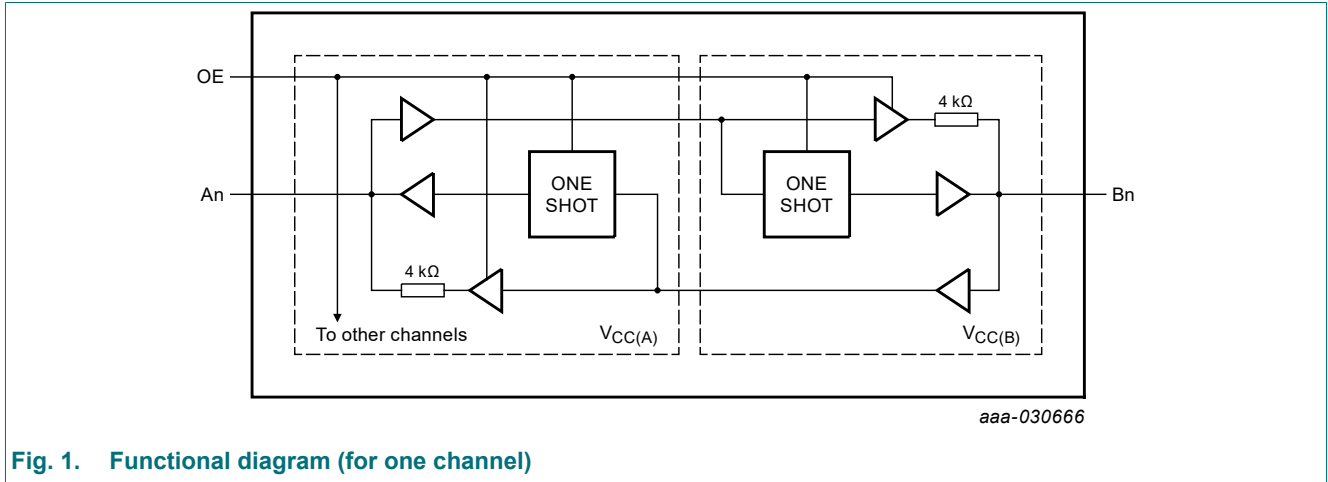 OE
4 kΩ
An
ONE
SHOT
ONE
SHOT
Bn
4 kΩ
To other channels
VCC(A)
VCC(B)
aaa-030666
Fig. 1. Functional diagram (for one channel)